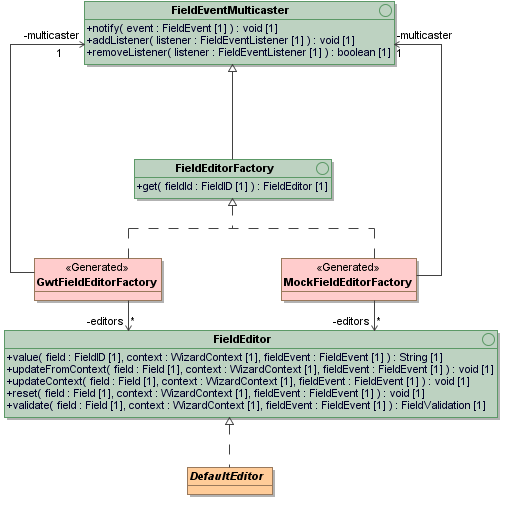 FieldEventMulticaster
+notify( event : FieldEvent [1] ) : void [1]
+addListener( listener : FieldEventListener [1] ) : void [1]
+removeListener( listener : FieldEventListener [1] ) : boolean [1]
-multicaster
1
-multicaster
1
FieldEditorFactory
+get( fieldId : FieldID [1] ) : FieldEditor [1]
«Generated»
GwtFieldEditorFactory
«Generated»
MockFieldEditorFactory
-editors *
-editors *
FieldEditor
+value( field : FieldID [1], context : WizardContext [1], fieldEvent : FieldEvent [1] ) : String [1]
+updateFromContext( field : Field [1], context : WizardContext [1], fieldEvent : FieldEvent [1] ) : void [1]
+updateContext( field : Field [1], context : WizardContext [1], fieldEvent : FieldEvent [1] ) : void [1]
+reset( field : Field [1], context : WizardContext [1], fieldEvent : FieldEvent [1] ) : void [1]
+validate( field : Field [1], context : WizardContext [1], fieldEvent : FieldEvent [1] ) : FieldValidation [1]
DefaultEditor